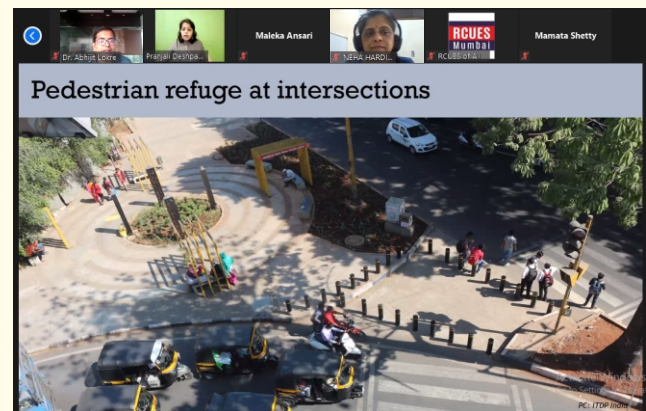 Dr. Abhijit Lokre
Pranjali Deshpa...
Maleka Ansari
NEHA HARDI...
RCUES
Mumbai
RCUES of A
Mamata Shetty
Pedestrian refuge at intersections
PC: ITDP India